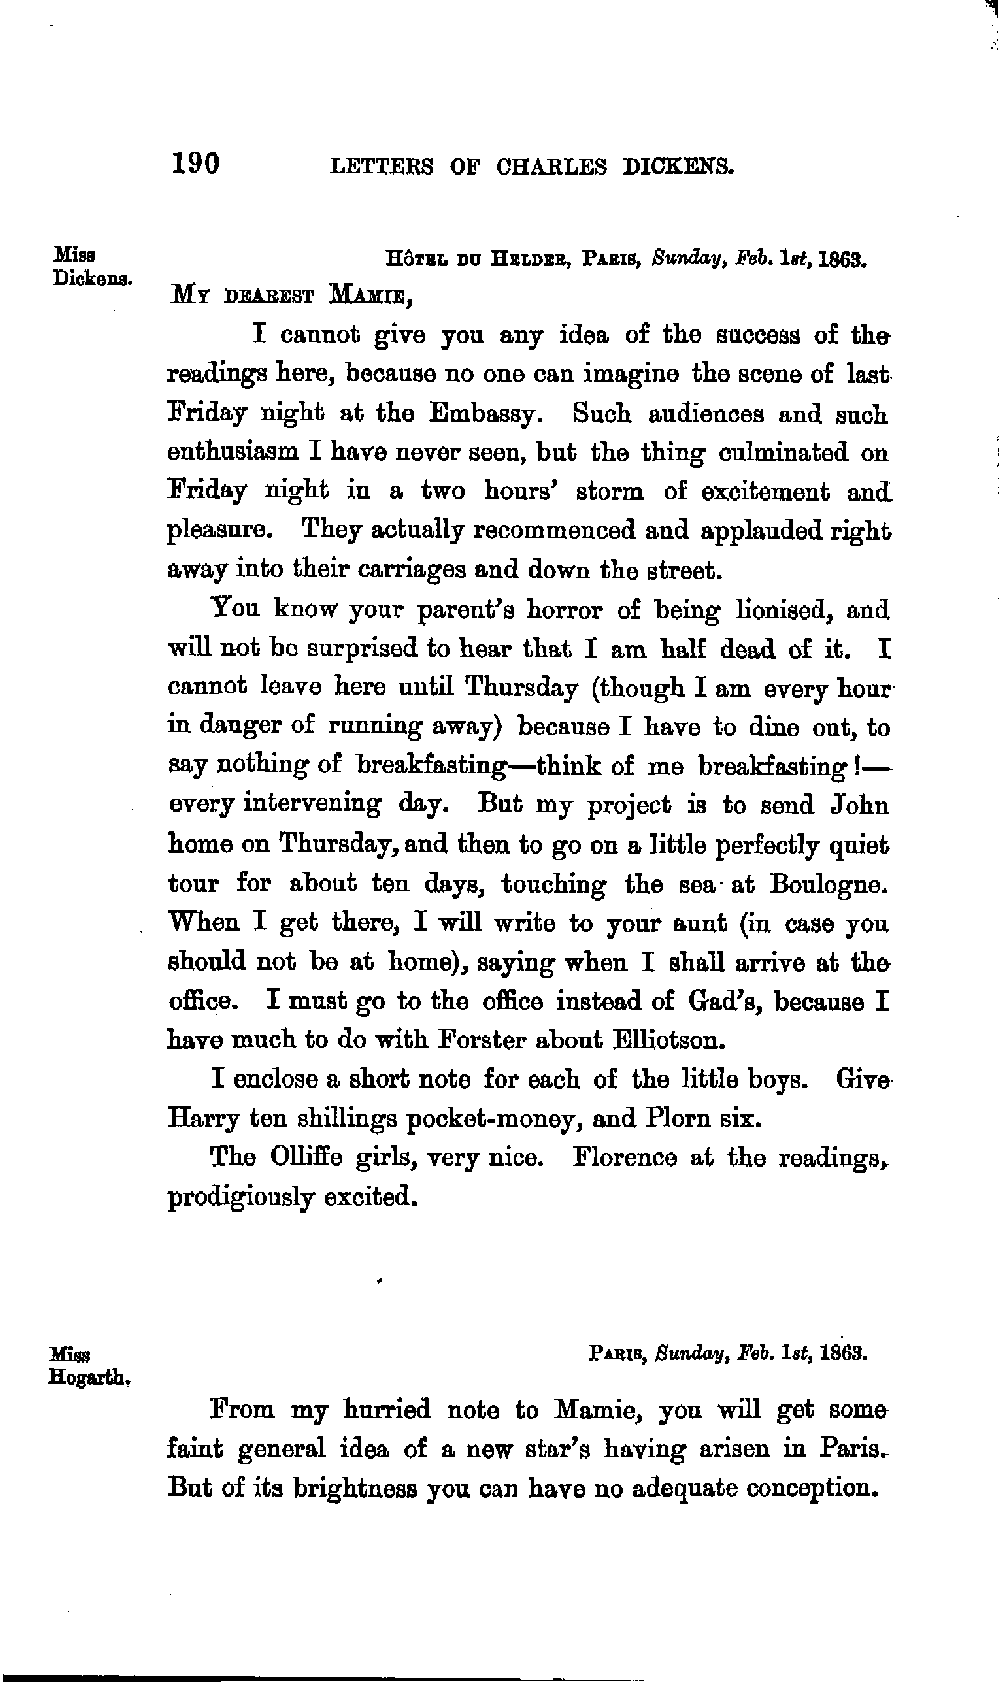 190 LETTERS OF CHARLES DICKENS.
Miss
Dickens.
HÔTEL DU HELDER, PARIS, Sunday, Feb. 1st, 1863.
MY DEAREST MAMIE,
I cannot give you any idea of the success of the
readings here, because no one can imagine the scene of last
Friday night at the Embassy. Such audiences and such
enthusiasm I have never seen, but the thing culminated on
Friday night in a two hours' storm of excitement and
pleasure. They actually recommenced and applauded right
away into their carriages and down the street.
You know your parent's horror of being lionised, and
will not be surprised to hear that I am half dead of it. I
cannot leave here until Thursday (though I am every hour
in danger of running away) because I have to dine out, to
say nothing of breakfasting—think of me breakfasting!—
every intervening day. But my project is to send John
home on Thursday, and then to go on a little perfectly quiet
tour for about ten days, touching the sea at Boulogne.
When I get there, I will write to your aunt (in case you
should not be at home), saying when I shall arrive at the
office. I must go to the office instead of Gad's, because I
have much to do with Forster about Elliotson.
I enclose a short note for each of the little boys. Give
Harry ten shillings pocket-money, and Plorn six.
The Olliffe girls, very nice. Florence at the readings,
prodigiously excited.
Miss
Hogarth.
PARIS, Sunday, Feb. 1st, 1863.
From my hurried note to Mamie, you will get some
faint general idea of a new star's having arisen in Paris.
But of its brightness you can have no adequate conception.